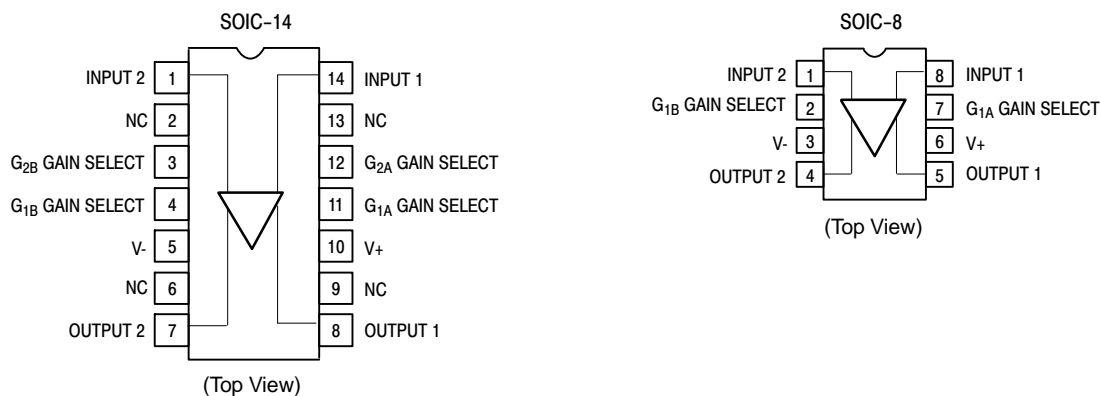 SOIC-14
INPUT 2 1 14 INPUT 1
NC 2 13 NC
G2B GAIN SELECT 3 12 G2A GAIN SELECT
G1B GAIN SELECT 4 11 G1A GAIN SELECT
V- 5 10 V+
NC 6 9 NC
OUTPUT 2 7 8 OUTPUT 1
(Top View)
SOIC-8
INPUT 2 1 8 INPUT 1
G1B GAIN SELECT 2 7 G1A GAIN SELECT
V- 3 6 V+
OUTPUT 2 4 5 OUTPUT 1
(Top View)